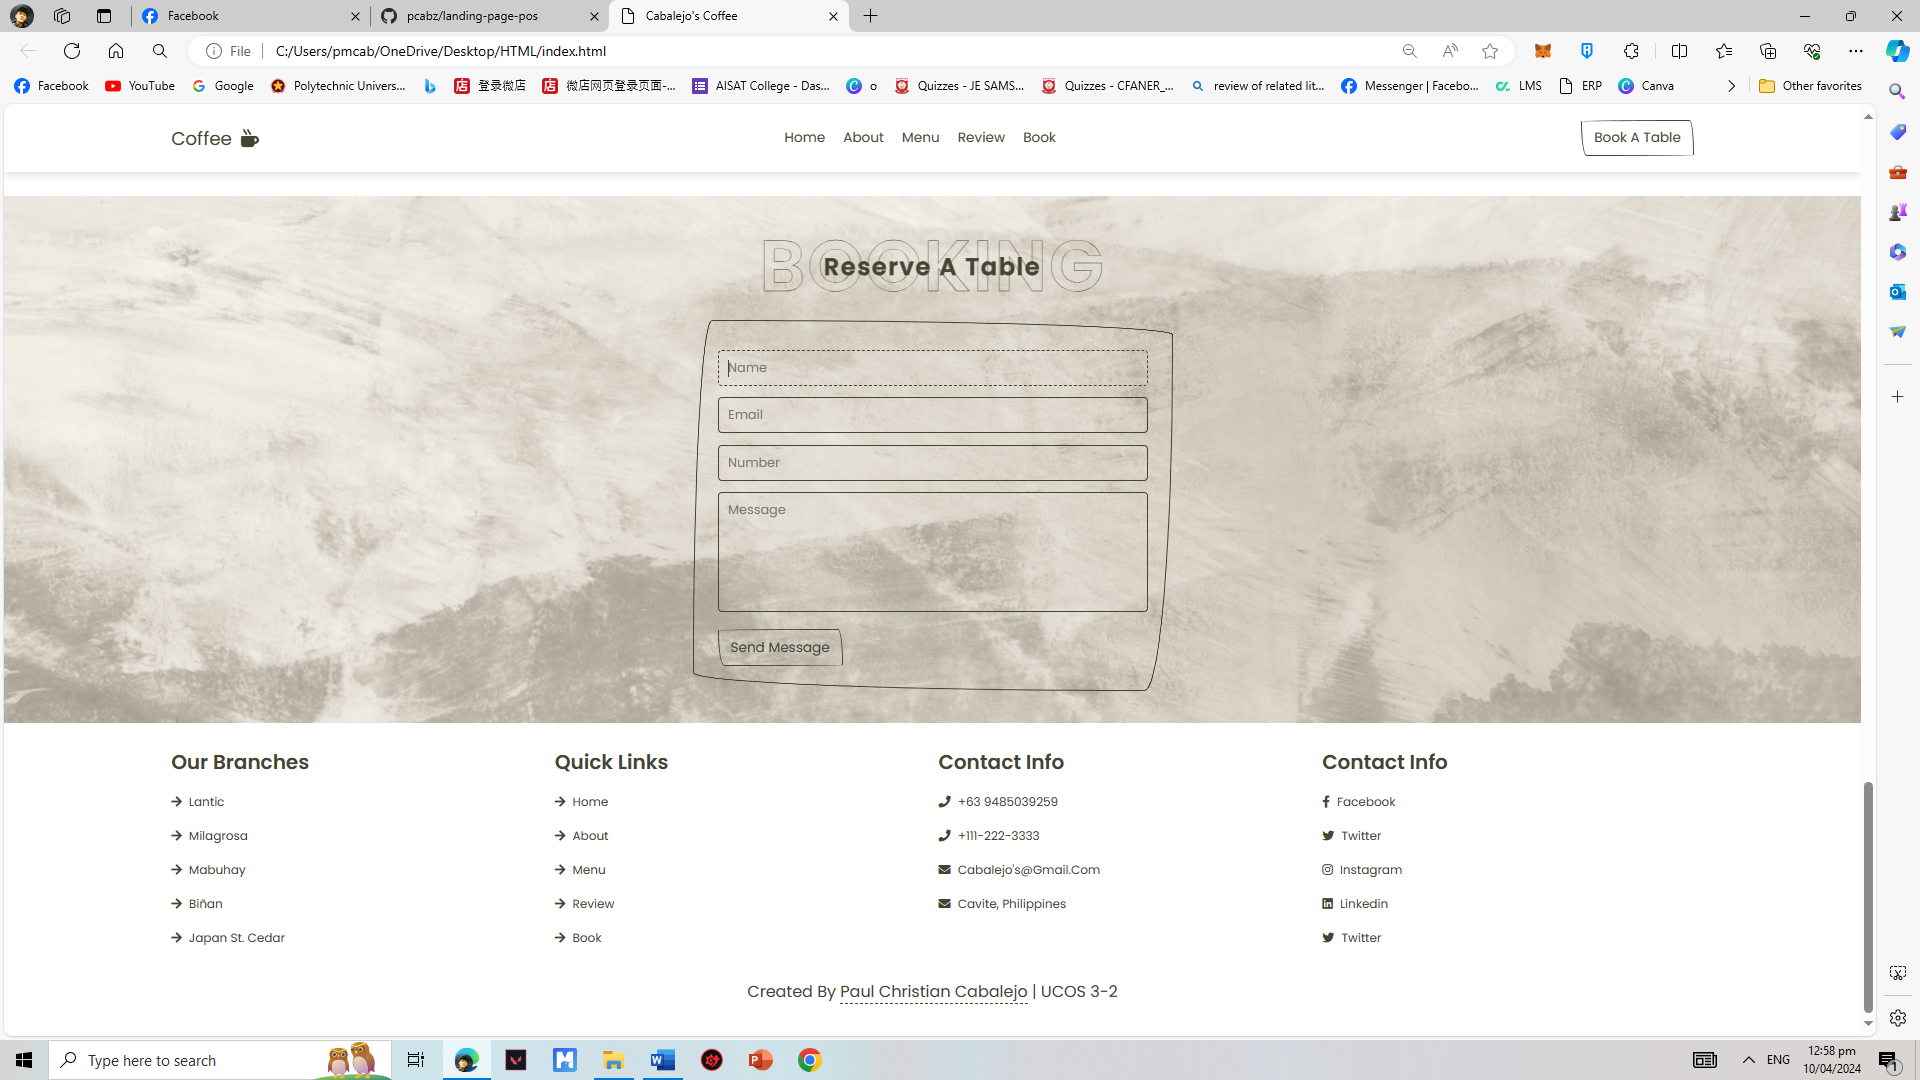 Facebook
pcabz/landing-page-pos
Cabalejo's Coffee
File
C:/Users/pmcab/OneDrive/Desktop/HTML/index.html
Facebook YouTube Google Polytechnic Univers... 登录微店 微店网页登录页面-... AISAT College - Das... o Quizzes - JE SAMS... Quizzes - CFANER_... review of related lit... Messenger | Facebo... LMS ERP Canva Other favorites
Coffee
Home About Menu Review Book
Book A Table
BOOKING
Reserve A Table
Name
Email
Number
Message
Send Message
Our Branches
Lantic
Milagrosa
Mabuhay
Biñan
Japan St. Cedar
Quick Links
Home
About
Menu
Review
Book
Contact Info
+63 9485039259
+111-222-3333
Cabalejo's@Gmail.Com
Cavite, Philippines
Contact Info
Facebook
Twitter
Instagram
Linkedin
Twitter
Created By Paul Christian Cabalejo | UCOS 3-2
Type here to search
ENG
12:58 pm
10/04/2024
1